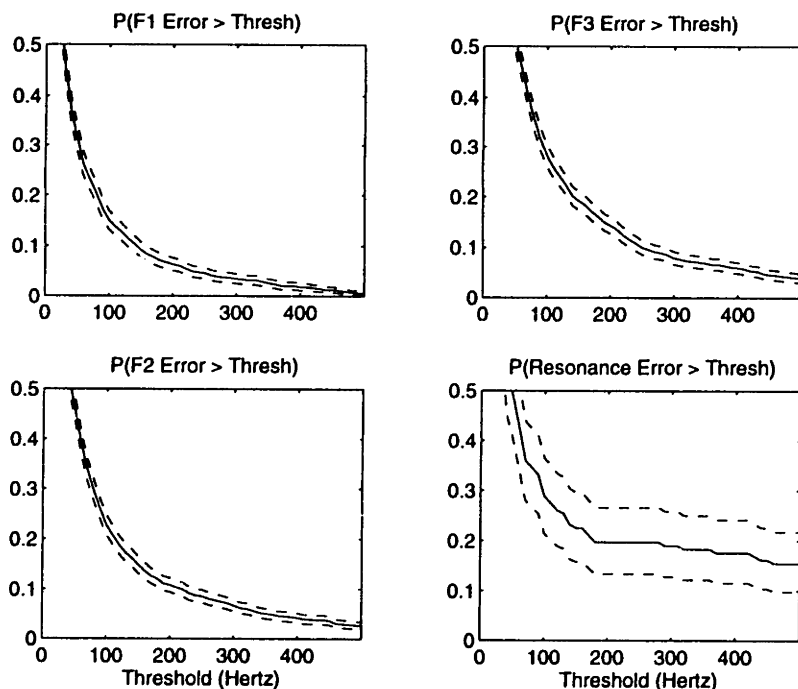 P(F1 Error > Thresh)
0.5
0.4
0.3
0.2
0.1
0
0 100 200 300 400
P(F3 Error > Thresh)
0.5
0.4
0.3
0.2
0.1
0
0 100 200 300 400
P(F2 Error > Thresh)
0.5
0.4
0.3
0.2
0.1
0
0 100 200 300 400
Threshold (Hertz)
P(Resonance Error > Thresh)
0.5
0.4
0.3
0.2
0.1
0
0 100 200 300 400
Threshold (Hertz)